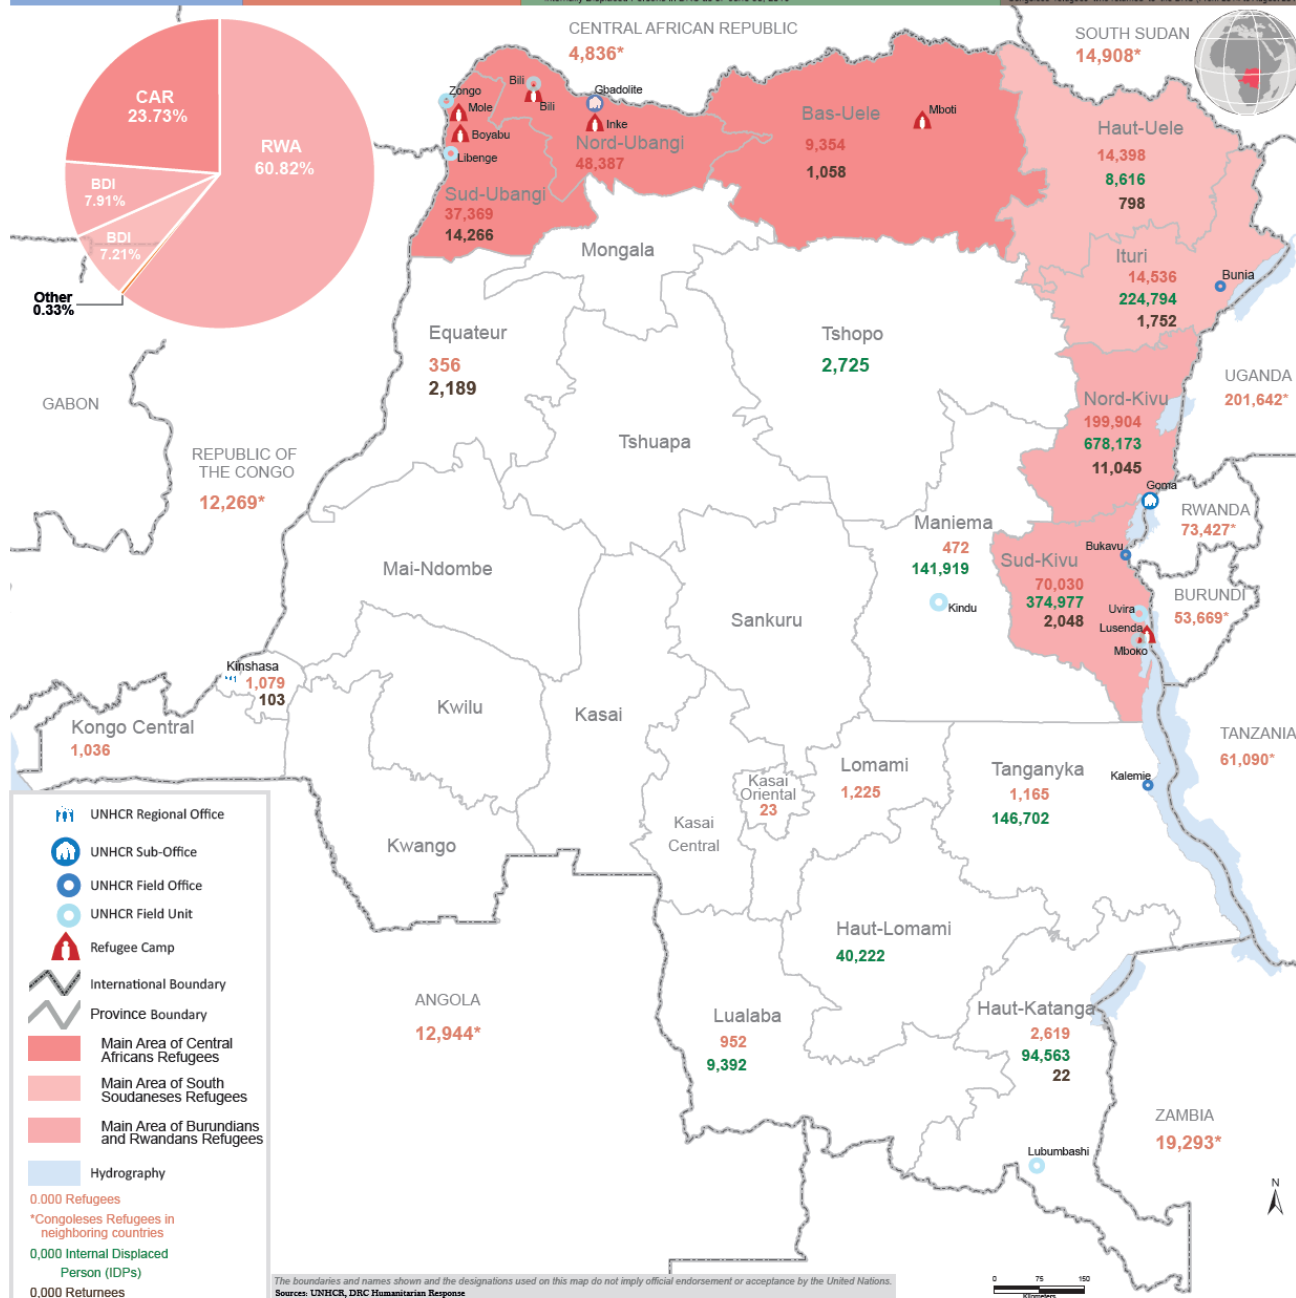 CENTRAL AFRICAN REPUBLIC
4,836*
SOUTH SUDAN
14,908*
CAR
23.73%
RWA
60.82%
BDI
7.91%
BDI
7.21%
Other
0.33%
Zongo
Mole
Boyabu
Libenge
Bili
Bili
Gbadolite
Inke
Nord-Ubangi
48,387
Sud-Ubangi
37,369
14,266
Bas-Uele
9,354
1,058
Mboti
Haut-Uele
14,398
8,616
798
Ituri
14,536
224,794
1,752
Bunia
Mongala
Equateur
356
2,189
Tshopo
2,725
Tshuapa
GABON
REPUBLIC OF
THE CONGO
12,269*
UGANDA
201,642*
Nord-Kivu
199,904
678,173
11,045
Goma
RWANDA
73,427*
Maniema
472
141,919
Kindu
Bukavu
Sud-Kivu
70,030
374,977
2,048
Uvira
Lusenda
Mboko
BURUNDI
53,669*
Mai-Ndombe
Sankuru
Kinshasa
1,079
103
Kongo Central
1,036
Kwilu
Kasai
TANZANIA
61,090*
Lomami
1,225
Kasai
Oriental
23
Tanganyika
1,165
146,702
Kalemie
Kasai
Central
Kwango
Haut-Lomami
40,222
ANGOLA
12,944*
Lualaba
952
9,392
Haut-Katanga
2,619
94,563
22
Lubumbashi
ZAMBIA
19,293*
UNHCR Regional Office
UNHCR Sub-Office
UNHCR Field Office
UNHCR Field Unit
Refugee Camp
International Boundary
Province Boundary
Main Area of Central
Africans Refugees
Main Area of South
Soudaneses Refugees
Main Area of Burundians
and Rwandans Refugees
Hydrography
0.000 Refugees
*Congoleses Refugees in
neighboring countries
0,000 Internal Displaced
Person (IDPs)
0,000 Returnees
The boundaries and names shown and the designations used on this map do not imply official endorsement or acceptance by the United Nations.
Sources: UNHCR, DRC Humanitarian Response
N
0 75 150
Kilometers